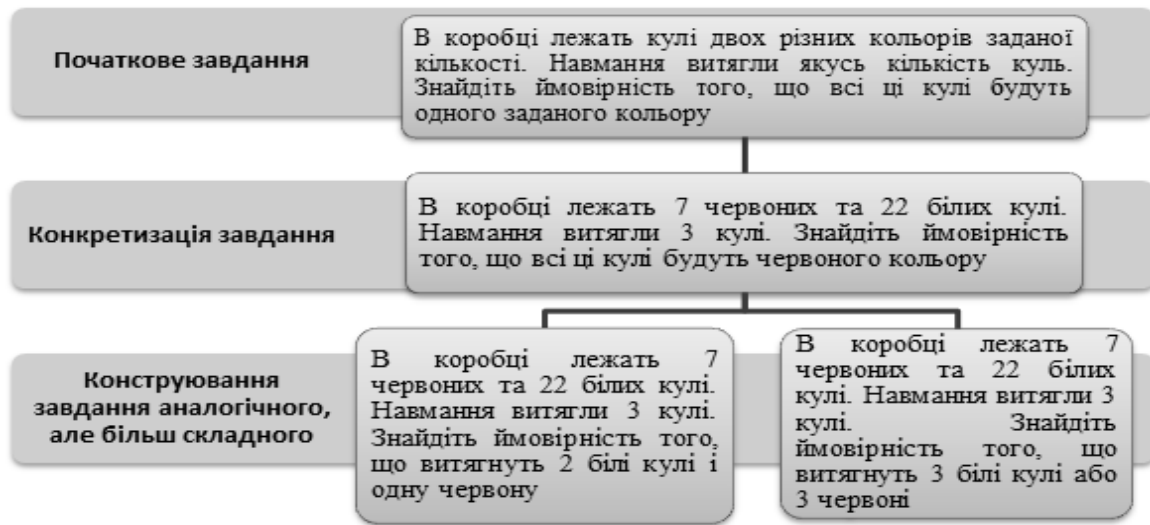 Початкове завдання
В коробці лежать кулі двох різних кольорів заданої
кількості. Навмання витягли якусь кількість куль.
Знайдіть ймовірність того, що всі ці кулі будуть
одного заданого кольору
Конкретизація завдання
В коробці лежать 7 червоних та 22 білих кулі.
Навмання витягли 3 кулі. Знайдіть ймовірність
того, що всі ці кулі будуть червоного кольору
Конструювання
завдання аналогічного,
але більш складного
В коробці лежать 7
червоних та 22 білих кулі.
Навмання витягли 3 кулі.
Знайдіть ймовірність того,
що витягнуть 2 білі кулі і
одну червону
В коробці лежать 7
червоних та 22 білих
кулі. Навмання витягли 3
кулі. Знайдіть
ймовірність того, що
витягнуть 3 білі кулі або
3 червоні